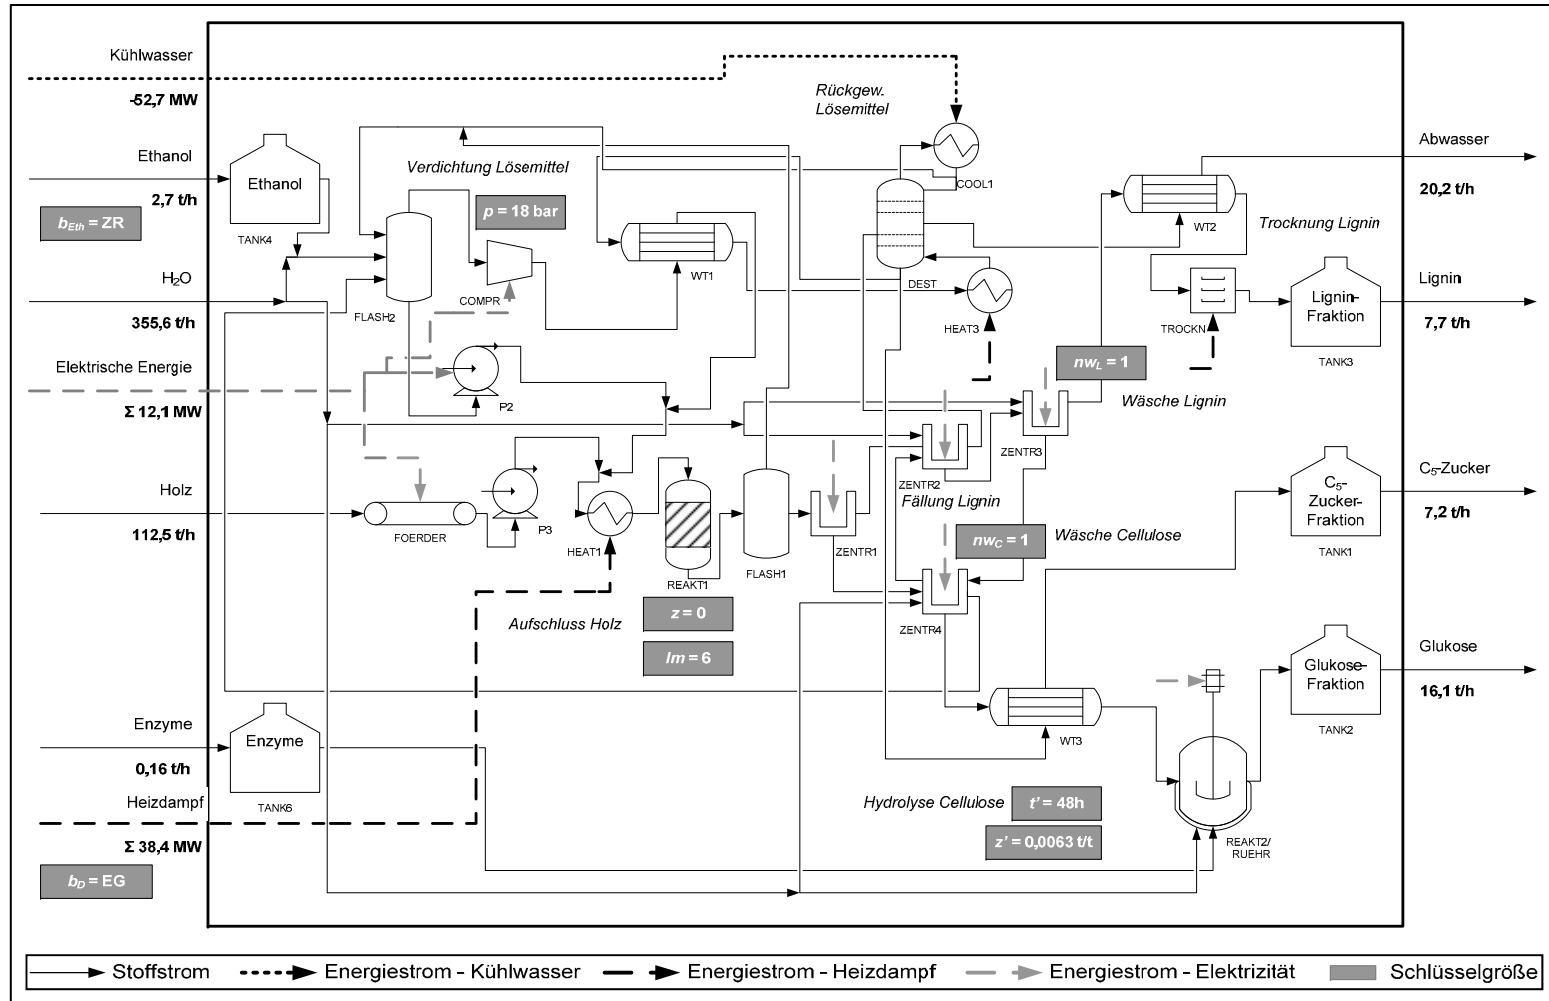 Kühlwasser
-52,7 MW
Ethanol
2,7 t/h
b_Eth = ZR
H₂O
355,6 t/h
Elektrische Energie
Σ 12,1 MW
Holz
112,5 t/h
Enzyme
0,16 t/h
Heizdampf
Σ 38,4 MW
b_D = EG
Ethanol
TANK4
Verdichtung Lösemittel
p = 18 bar
FLASH2
COMPR
WT1
P2
Rückgew.
Lösemittel
COOL1
DEST
HEAT3
WT2
Trocknung Lignin
TROCKN
Lignin-
Fraktion
TANK3
nw_L = 1
Wäsche Lignin
ZENTR3
ZENTR2
Fällung Lignin
FOERDER
P3
HEAT1
REAKT1
FLASH1
ZENTR1
nw_C = 1
Wäsche Cellulose
ZENTR4
C₅-
Zucker-
Fraktion
TANK1
Aufschluss Holz
z = 0
lm = 6
Enzyme
TANK6
WT3
Hydrolyse Cellulose
t' = 48h
z' = 0,0063 t/t
REAKT2/
RUEHR
Glukose-
Fraktion
TANK2
Abwasser
20,2 t/h
Lignin
7,7 t/h
C₅-Zucker
7,2 t/h
Glukose
16,1 t/h
Stoffstrom
Energiestrom - Kühlwasser
Energiestrom - Heizdampf
Energiestrom - Elektrizität
Schlüsselgröße